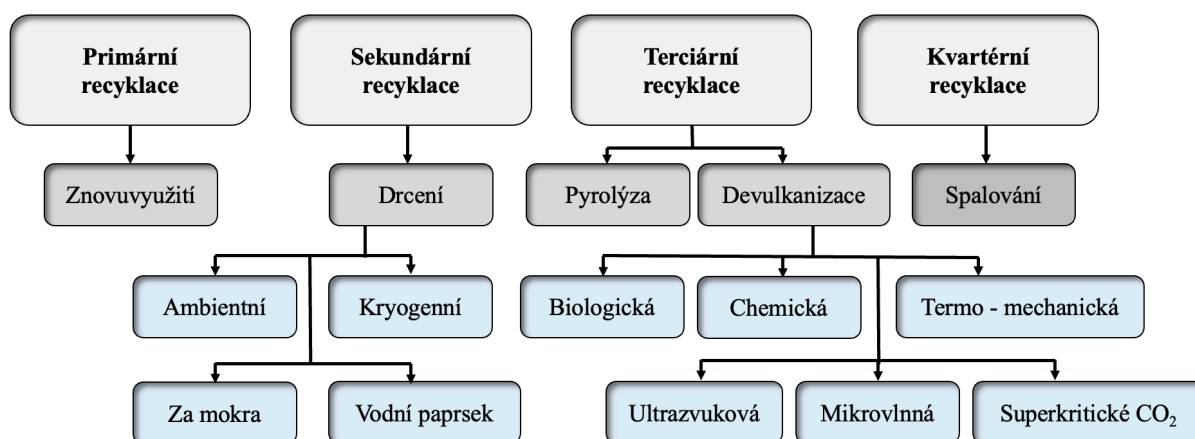 Primární
recyklace
Sekundární
recyklace
Terciární
recyklace
Kvartérní
recyklace
Znovuvyužití
Drcení
Pyrolýza
Devulkanizace
Spalování
Ambientní
Kryogenní
Biologická
Chemická
Termo - mechanická
Za mokra
Vodní paprsek
Ultrazvuková
Mikrovlnná
Superkritické CO₂